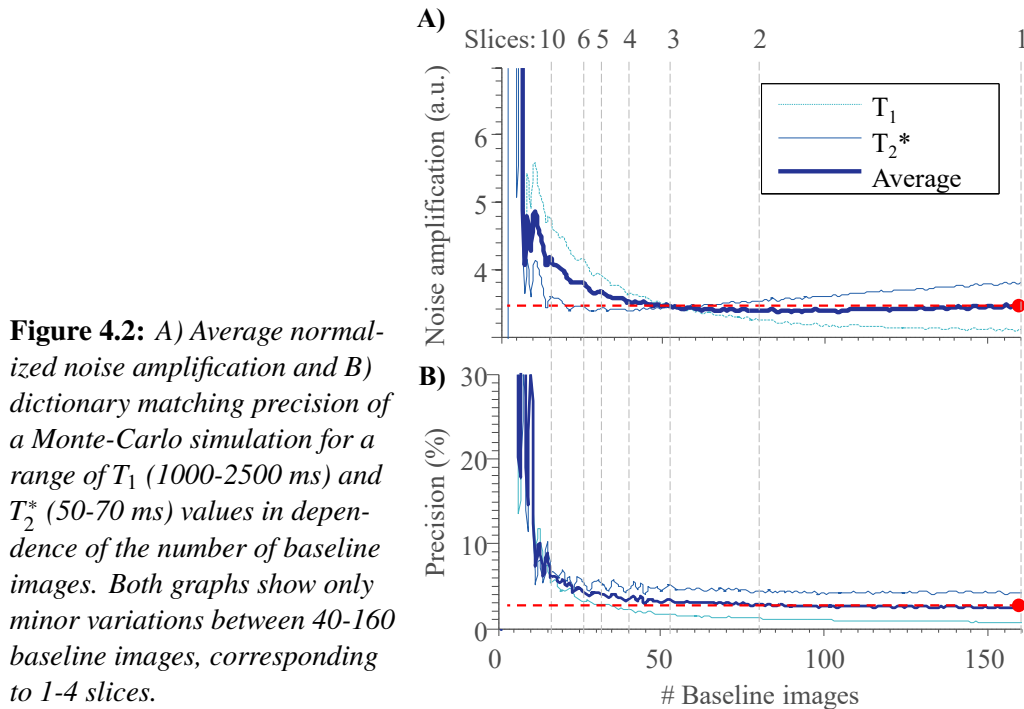 A)
Slices: 10 6 5 4 3 2 1
Noise amplification (a.u.)
6
5
4
T₁
T₂*
Average
B)
Precision (%)
30
20
10
0
0 50 100 150
# Baseline images
Figure 4.2: A) Average normal-
ized noise amplification and B)
dictionary matching precision of
a Monte-Carlo simulation for a
range of T₁ (1000-2500 ms) and
T₂* (50-70 ms) values in depen-
dence of the number of baseline
images. Both graphs show only
minor variations between 40-160
baseline images, corresponding
to 1-4 slices.